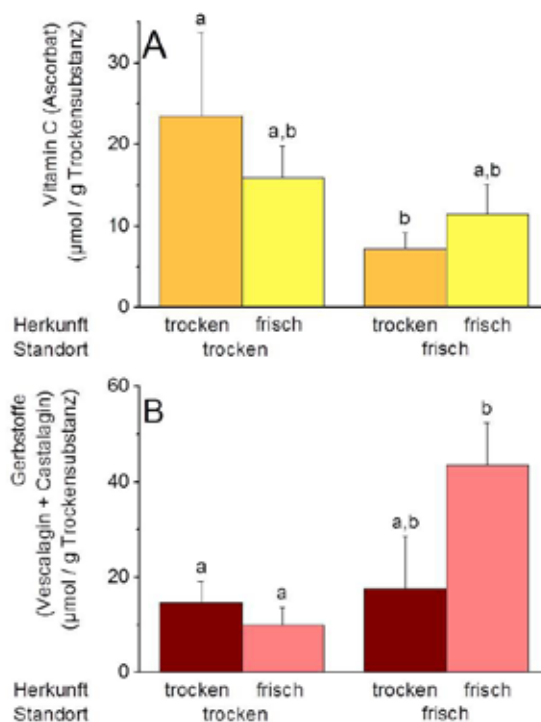 A
Vitamin C (Ascorbat)
(µmol / g Trockensubstanz)
30
20
10
0
a
a,b
b
a,b
Herkunft trocken frisch trocken frisch
Standort trocken frisch
B
Gerbstoffe
(Vescalagin + Castalagin)
(µmol / g Trockensubstanz)
60
40
20
0
a
a
a,b
b
Herkunft trocken frisch trocken frisch
Standort trocken frisch